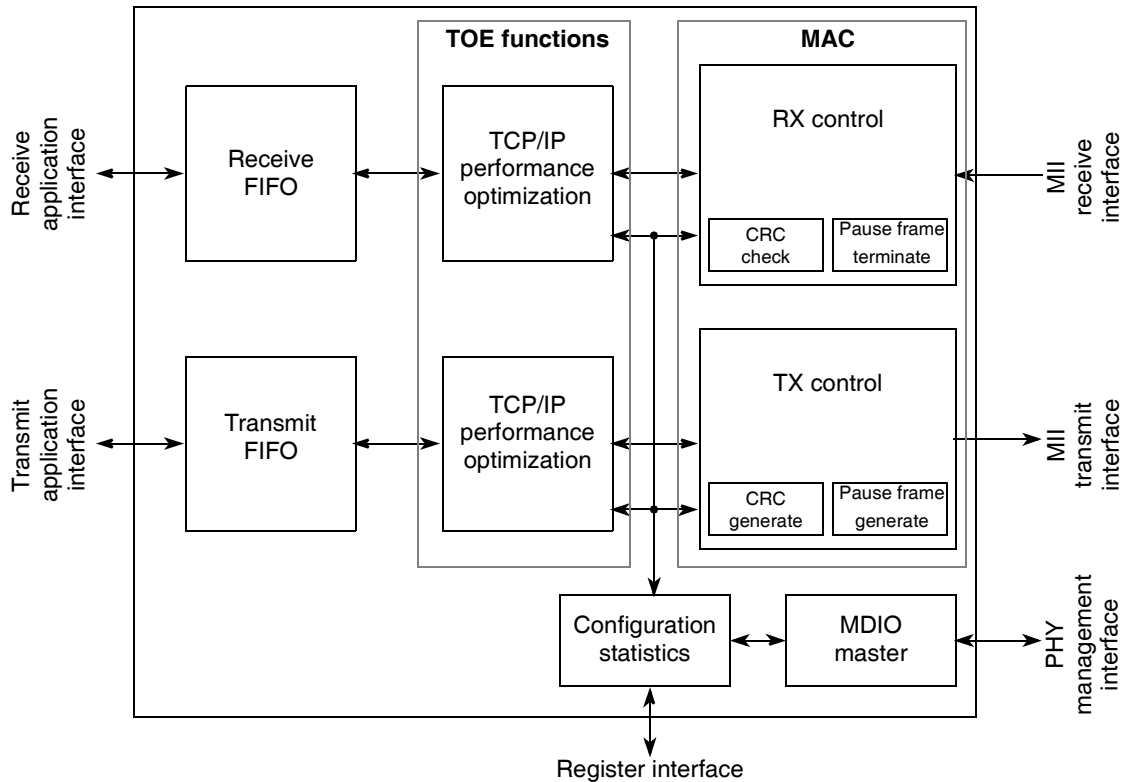 TOE functions
MAC
Receive
application
interface
Receive
FIFO
TCP/IP
performance
optimization
RX control
CRC
check
Pause frame
terminate
MII
receive
interface
Transmit
application
interface
Transmit
FIFO
TCP/IP
performance
optimization
TX control
CRC
generate
Pause frame
generate
MII
transmit
interface
Configuration
statistics
MDIO
master
PHY
management
interface
Register interface